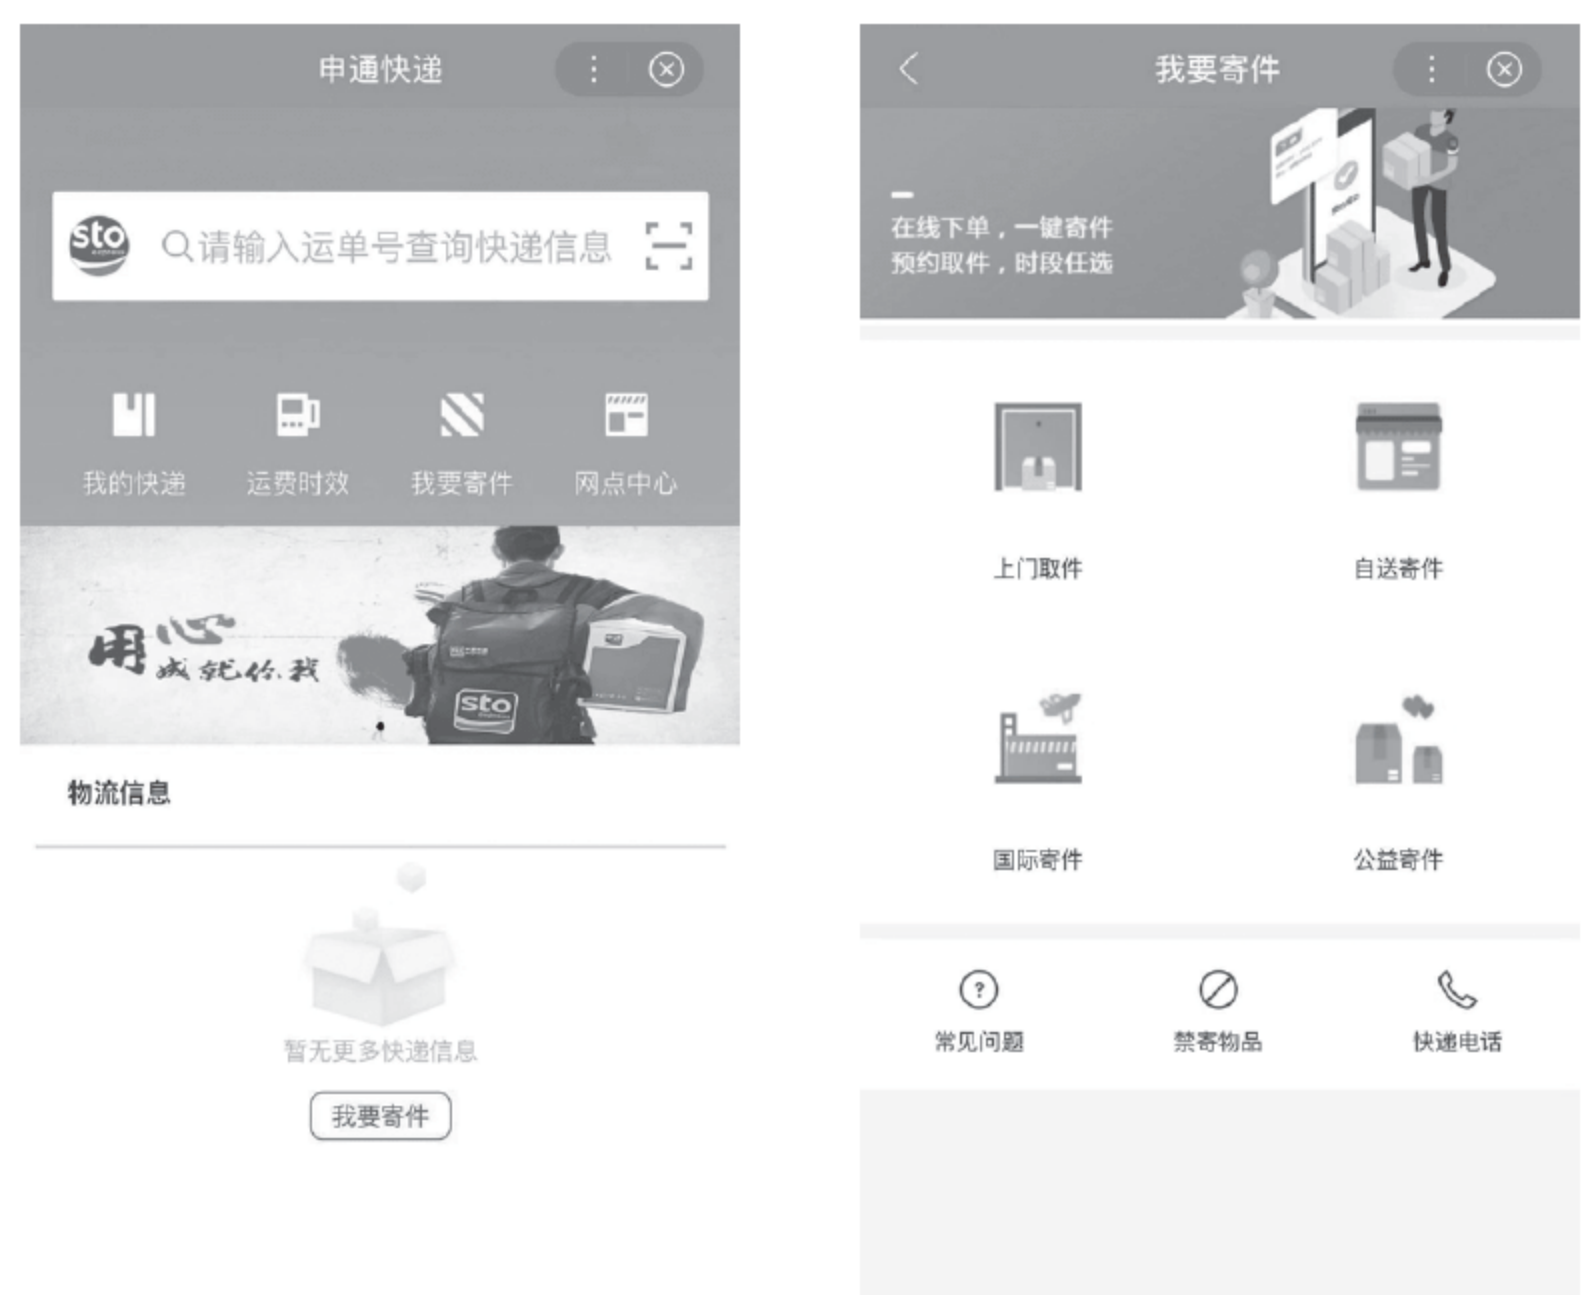 申通快递
sto
请输入运单号查询快递信息
我的快递
运费时效
我要寄件
网点中心
用心
成就你我
sto
物流信息
暂无更多快递信息
我要寄件
我要寄件
在线下单，一键寄件
预约取件，时段任选
上门取件
自送寄件
国际寄件
公益寄件
常见问题
禁寄物品
快递电话